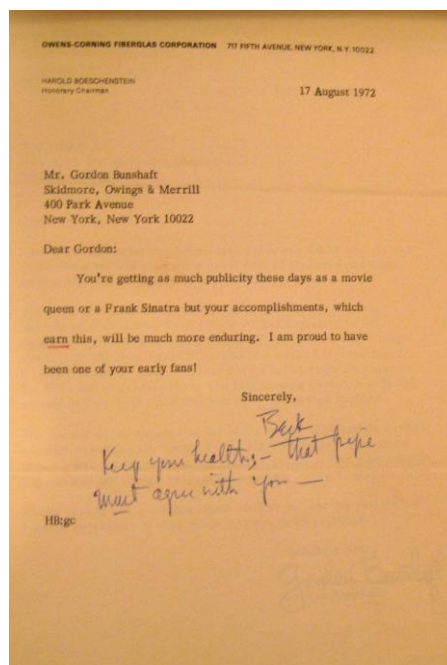 OWENS-CORNING FIBERGLAS CORPORATION 717 FIFTH AVENUE, NEW YORK, N.Y. 10022
HAROLD BOESCHENSTEIN
Honorary Chairman
17 August 1972
Mr. Gordon Bunshaft
Skidmore, Owings & Merrill
400 Park Avenue
New York, New York 10022
Dear Gordon:
You're getting as much publicity these days as a movie
queen or a Frank Sinatra but your accomplishments, which
earn this, will be much more enduring. I am proud to have
been one of your early fans!
Sincerely,
Beck
Keep your health, – that pipe
must agree with you —
HB:gc
Gordon Bunshaft